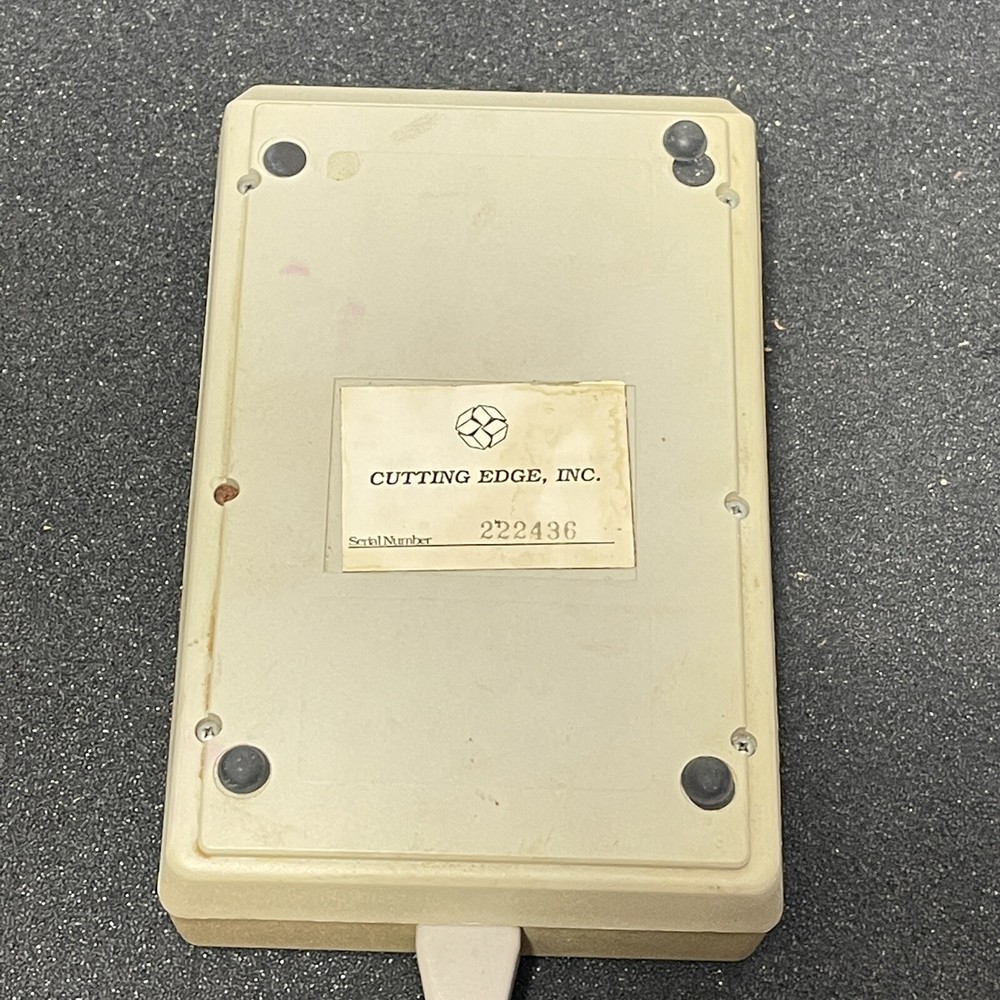 CUTTING EDGE, INC.
Serial Number 222436